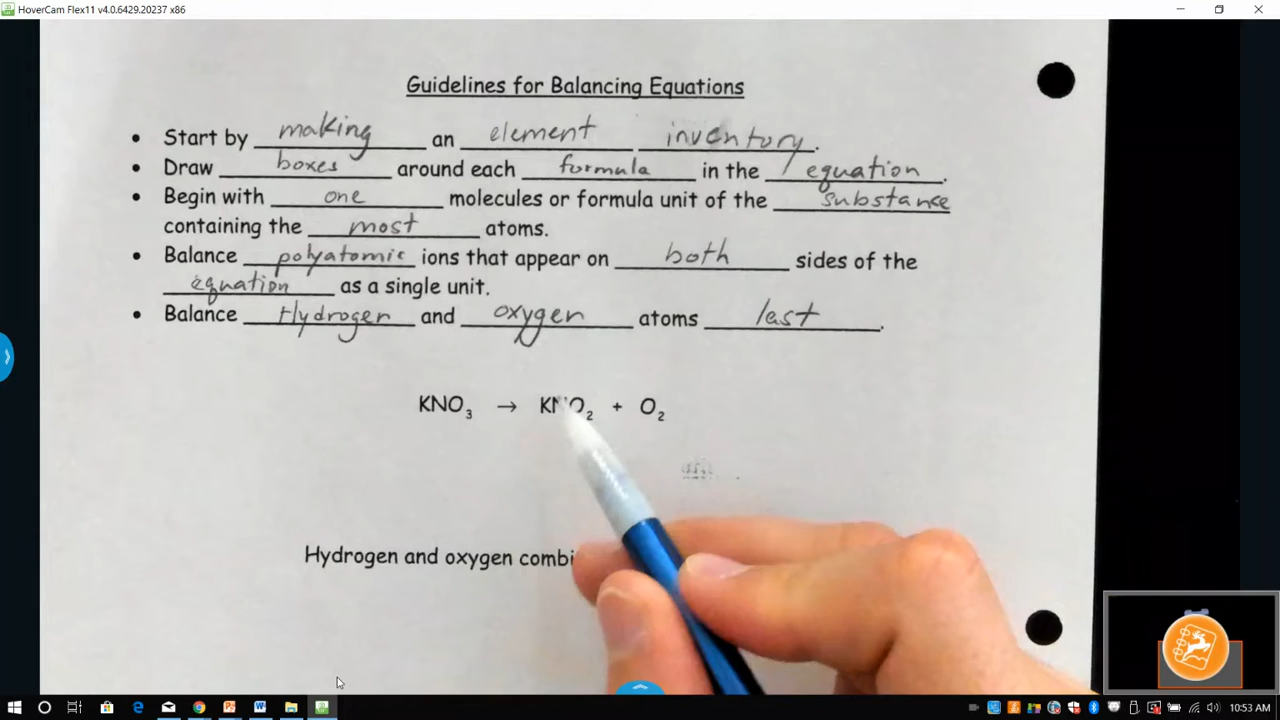 HoverCam Flex11 v4.0.6429.20237 x86
Guidelines for Balancing Equations
• Start by making an element inventory.
• Draw boxes around each formula in the equation.
• Begin with one molecules or formula unit of the substance
containing the most atoms.
• Balance polyatomic ions that appear on both sides of the
equation as a single unit.
• Balance Hydrogen and oxygen atoms last.
KNO₃ → KNO₂ + O₂
Hydrogen and oxygen
10:53 AM